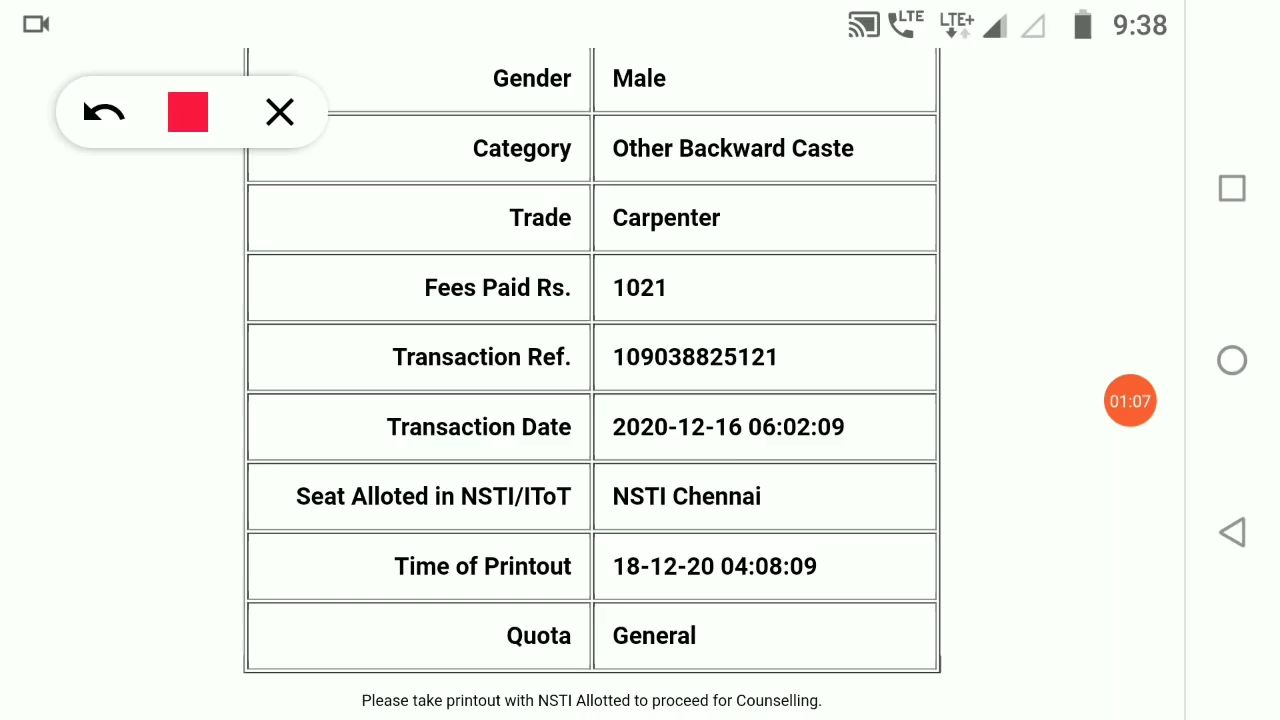 LTE LTE+ 9:38
Gender Male
Category Other Backward Caste
Trade Carpenter
Fees Paid Rs. 1021
Transaction Ref. 109038825121
01:07
Transaction Date 2020-12-16 06:02:09
Seat Alloted in NSTI/IToT NSTI Chennai
Time of Printout 18-12-20 04:08:09
Quota General
Please take printout with NSTI Allotted to proceed for Counselling.